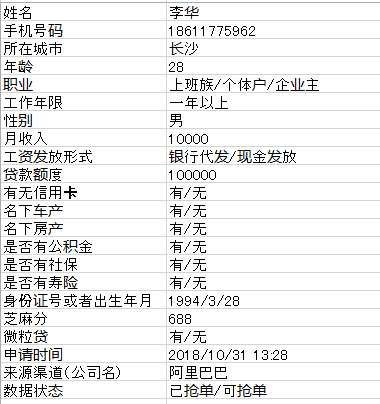 姓名 李华
手机号码 18611775962
所在城市 长沙
年龄 28
职业 上班族/个体户/企业主
工作年限 一年以上
性别 男
月收入 10000
工资发放形式 银行代发/现金发放
贷款额度 100000
有无信用卡 有/无
名下车产 有/无
名下房产 有/无
是否有公积金 有/无
是否有社保 有/无
是否有寿险 有/无
身份证号或者出生年月 1994/3/28
芝麻分 688
微粒贷 有/无
申请时间 2018/10/31 13:28
来源渠道(公司名) 阿里巴巴
数据状态 已抢单/可抢单